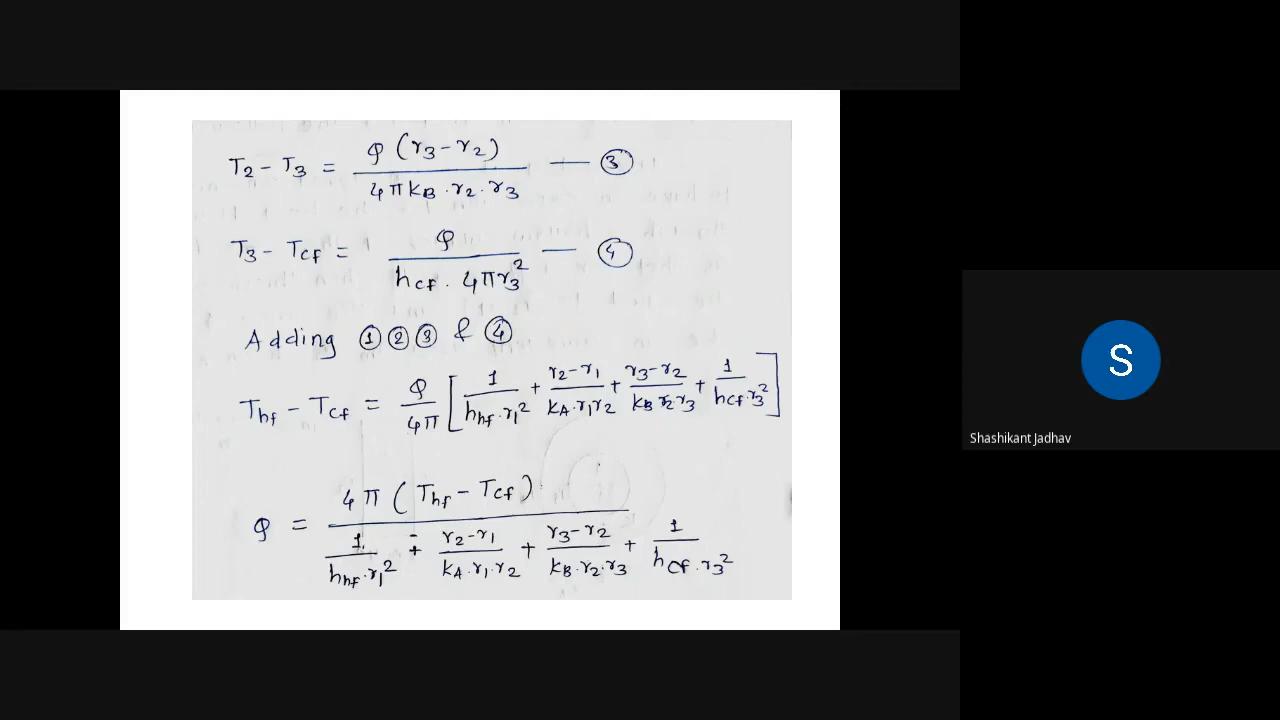 T2 - T3 = Q (r3 - r2) / 4π kB . r2 . r3 — ③
T3 - Tcf = Q / hcf . 4πr3² — ④
Adding ① ② ③ & ④
Thf - Tcf = Q / 4π [ 1 / hhf . r1² + r2 - r1 / kA . r1 r2 + r3 - r2 / kB r2 . r3 + 1 / hcf . r3² ]
Q = 4π ( Thf - Tcf ) / 1 / hhf . r1² + r2 - r1 / kA . r1 . r2 + r3 - r2 / kB . r2 . r3 + 1 / hcf . r3²
S
Shashikant Jadhav